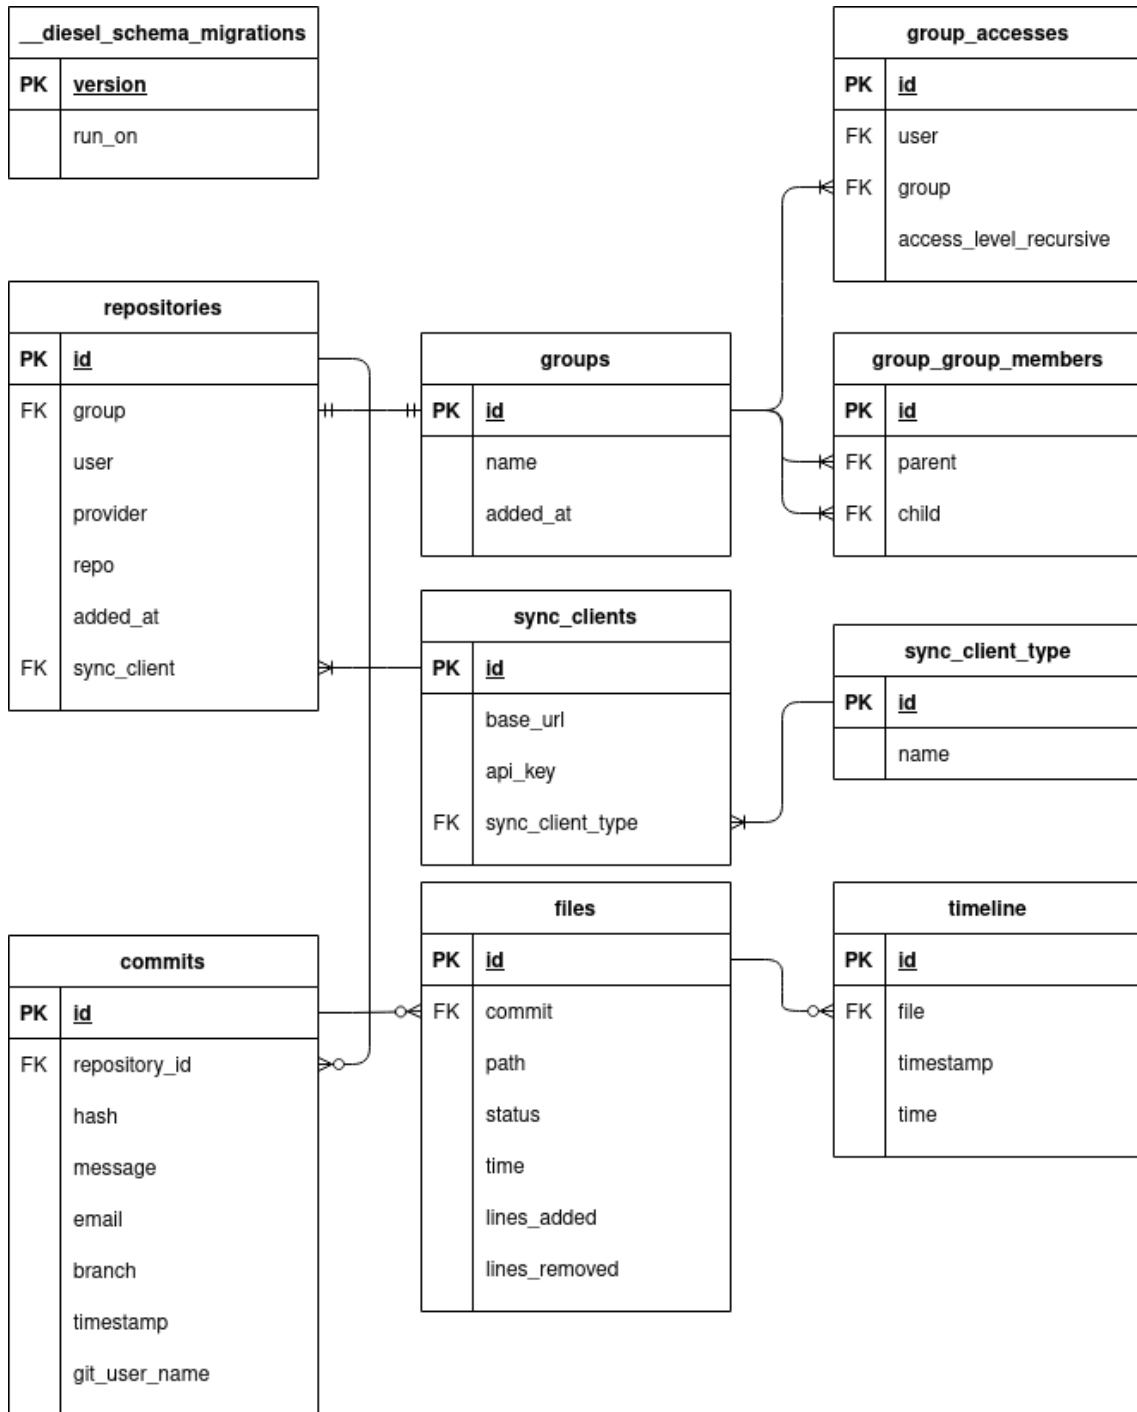 __diesel_schema_migrations
PK version
run_on
group_accesses
PK id
FK user
FK group
access_level_recursive
repositories
PK id
FK group
user
provider
repo
added_at
FK sync_client
groups
PK id
name
added_at
group_group_members
PK id
FK parent
FK child
sync_clients
PK id
base_url
api_key
FK sync_client_type
sync_client_type
PK id
name
commits
PK id
FK repository_id
hash
message
email
branch
timestamp
git_user_name
files
PK id
FK commit
path
status
time
lines_added
lines_removed
timeline
PK id
FK file
timestamp
time